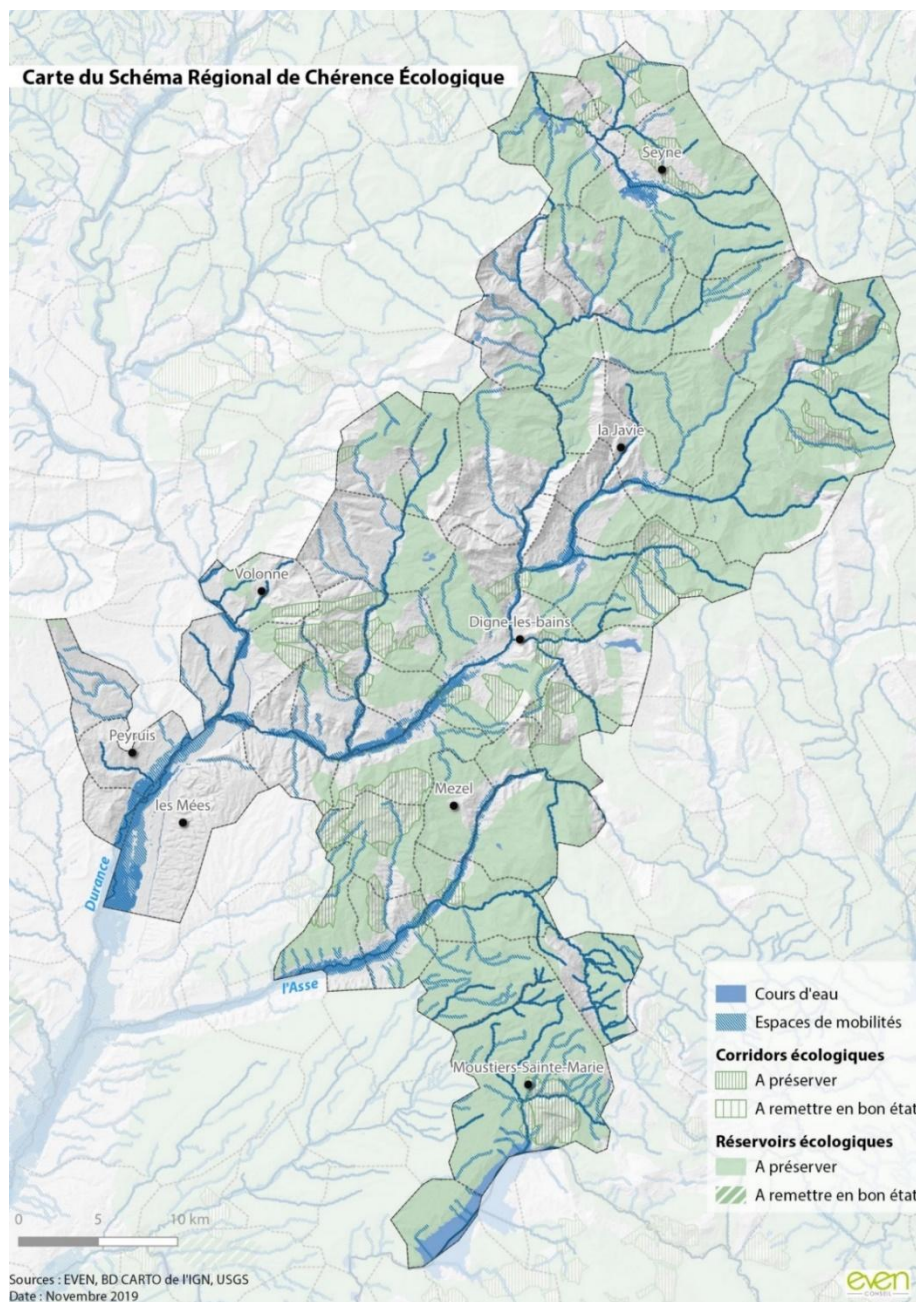 Carte du Schéma Régional de Chérence Écologique
Seyne
la Javie
Volonne
Digne-les-bains
Peyruis
les Mées
Mezel
Durance
l'Asse
Moustiers-Sainte-Marie
Cours d'eau
Espaces de mobilités
Corridors écologiques
A préserver
A remettre en bon état
Réservoirs écologiques
A préserver
A remettre en bon état
0 5 10 km
Sources : EVEN, BD CARTO de l'IGN, USGS
Date : Novembre 2019
even
CONSEIL